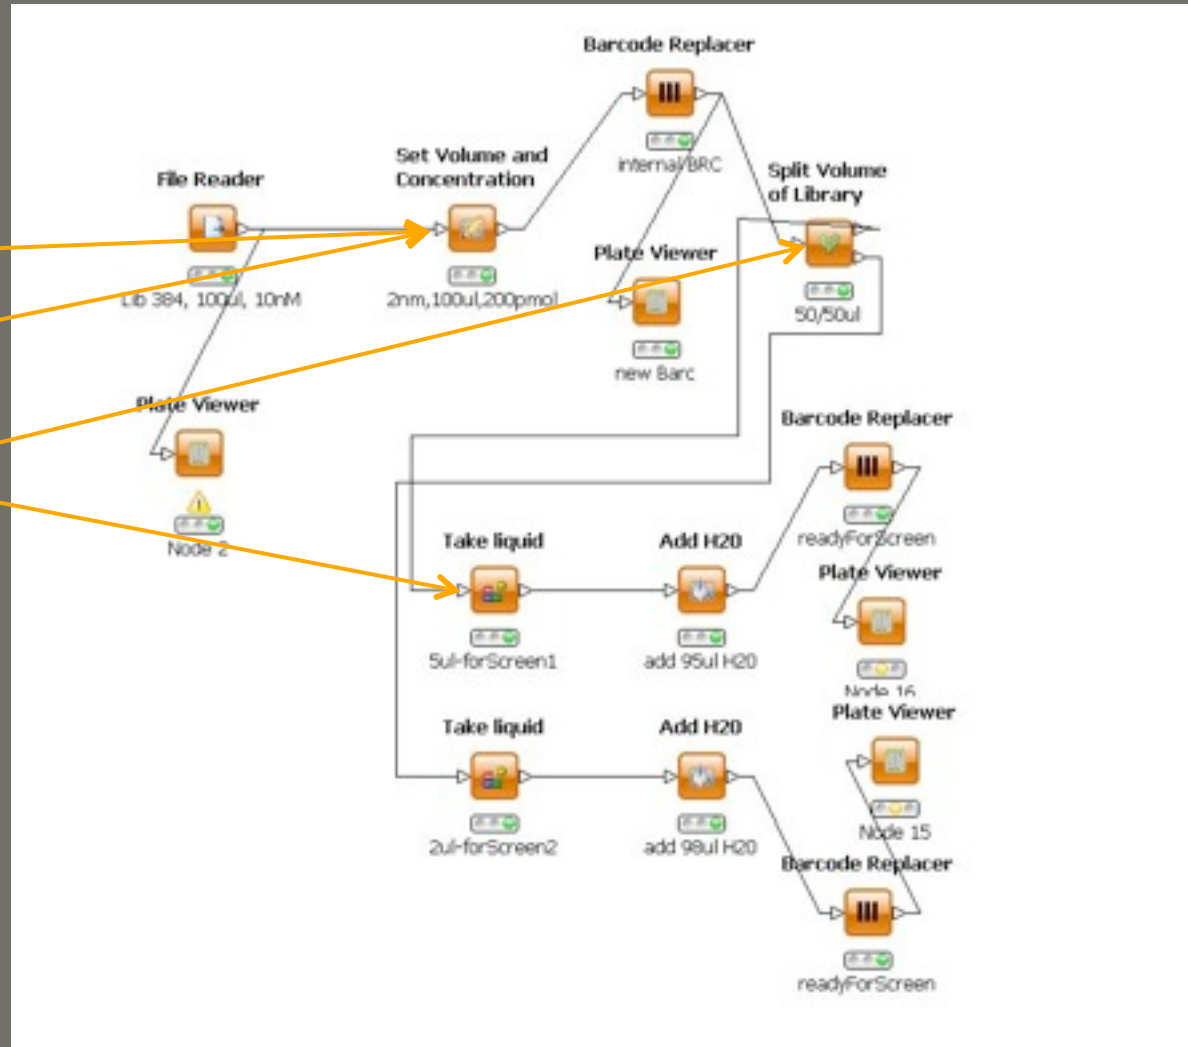 Barcode Replacer
internal/BRC
Set Volume and
Concentration
2nm,100ul,200pmol
File Reader
Lib 384, 100ul, 10nM
Split Volume
of Library
50/50ul
Plate Viewer
new Barc
Plate Viewer
Node 2
Barcode Replacer
readyForScreen
Take liquid
5ul-forScreen1
Add H20
add 95ul H20
Plate Viewer
Node 16
Take liquid
2ul-forScreen2
Add H20
add 98ul H20
Plate Viewer
Node 15
Barcode Replacer
readyForScreen